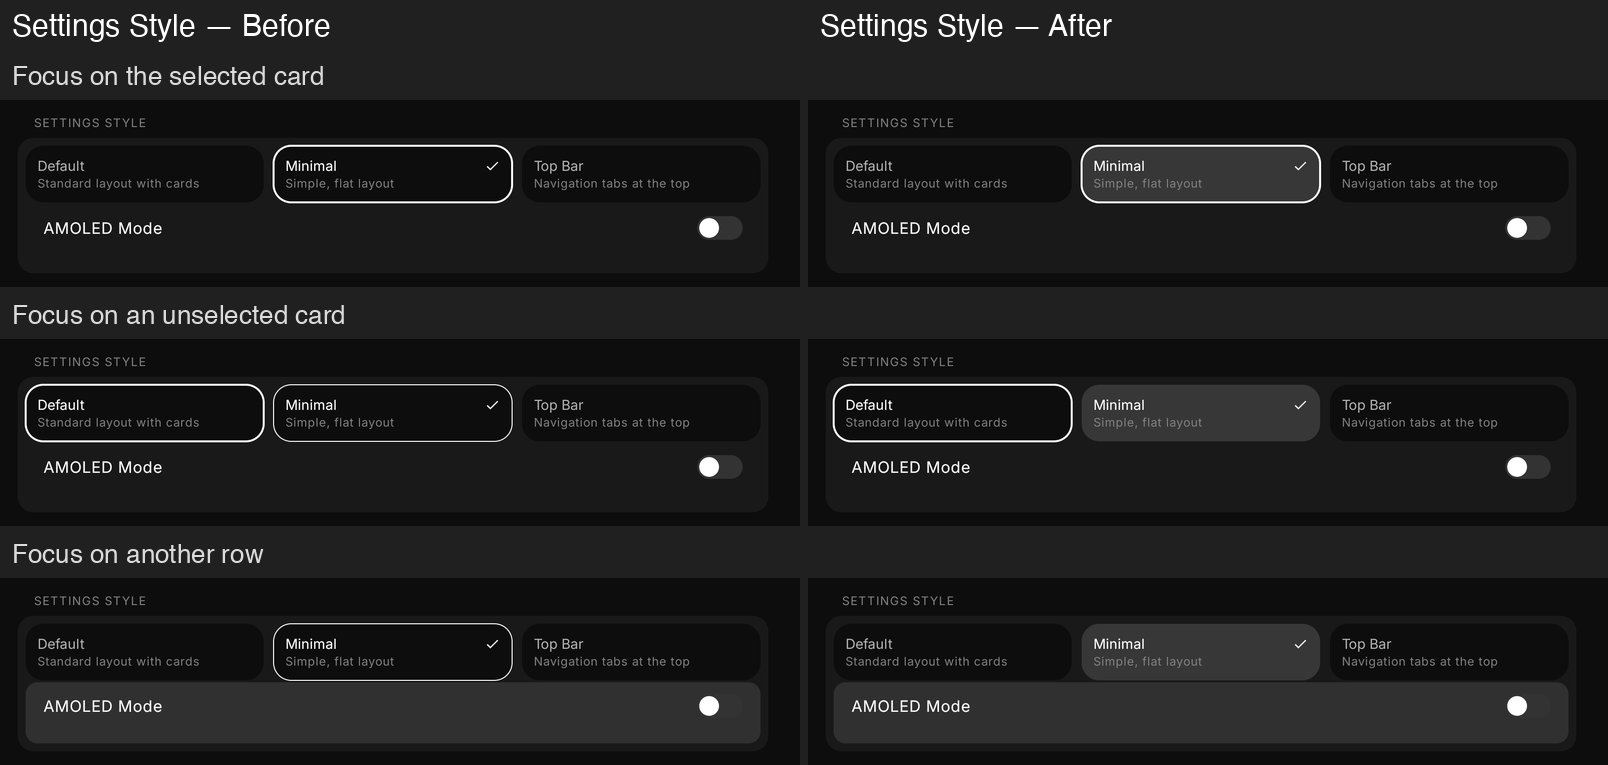 Settings Style — Before
Settings Style — After
Focus on the selected card
SETTINGS STYLE
Default
Standard layout with cards
Minimal
Simple, flat layout
Top Bar
Navigation tabs at the top
AMOLED Mode
SETTINGS STYLE
Default
Standard layout with cards
Minimal
Simple, flat layout
Top Bar
Navigation tabs at the top
AMOLED Mode
Focus on an unselected card
SETTINGS STYLE
Default
Standard layout with cards
Minimal
Simple, flat layout
Top Bar
Navigation tabs at the top
AMOLED Mode
SETTINGS STYLE
Default
Standard layout with cards
Minimal
Simple, flat layout
Top Bar
Navigation tabs at the top
AMOLED Mode
Focus on another row
SETTINGS STYLE
Default
Standard layout with cards
Minimal
Simple, flat layout
Top Bar
Navigation tabs at the top
AMOLED Mode
SETTINGS STYLE
Default
Standard layout with cards
Minimal
Simple, flat layout
Top Bar
Navigation tabs at the top
AMOLED Mode